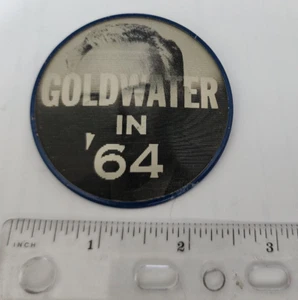 GOLDWATER
IN
'64
INCH 1 2 3